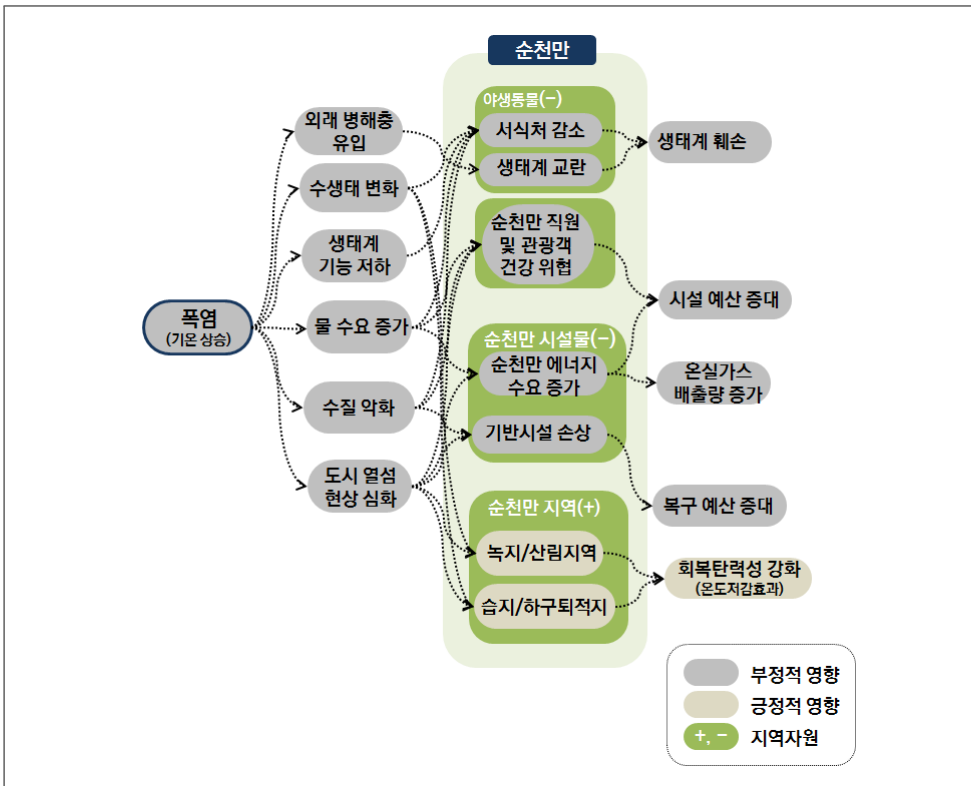 순천만
야생동물(-)
외래 병해충
유입
서식처 감소
생태계 훼손
생태계 교란
수생태 변화
순천만 직원
및 관광객
건강 위협
생태계
기능 저하
시설 예산 증대
폭염
(기온 상승)
물 수요 증가
순천만 시설물(-)
순천만 에너지
수요 증가
온실가스
배출량 증가
수질 악화
기반시설 손상
도시 열섬
현상 심화
순천만 지역(+)
복구 예산 증대
녹지/산림지역
회복탄력성 강화
(온도저감효과)
습지/하구퇴적지
부정적 영향
긍정적 영향
+, - 지역자원